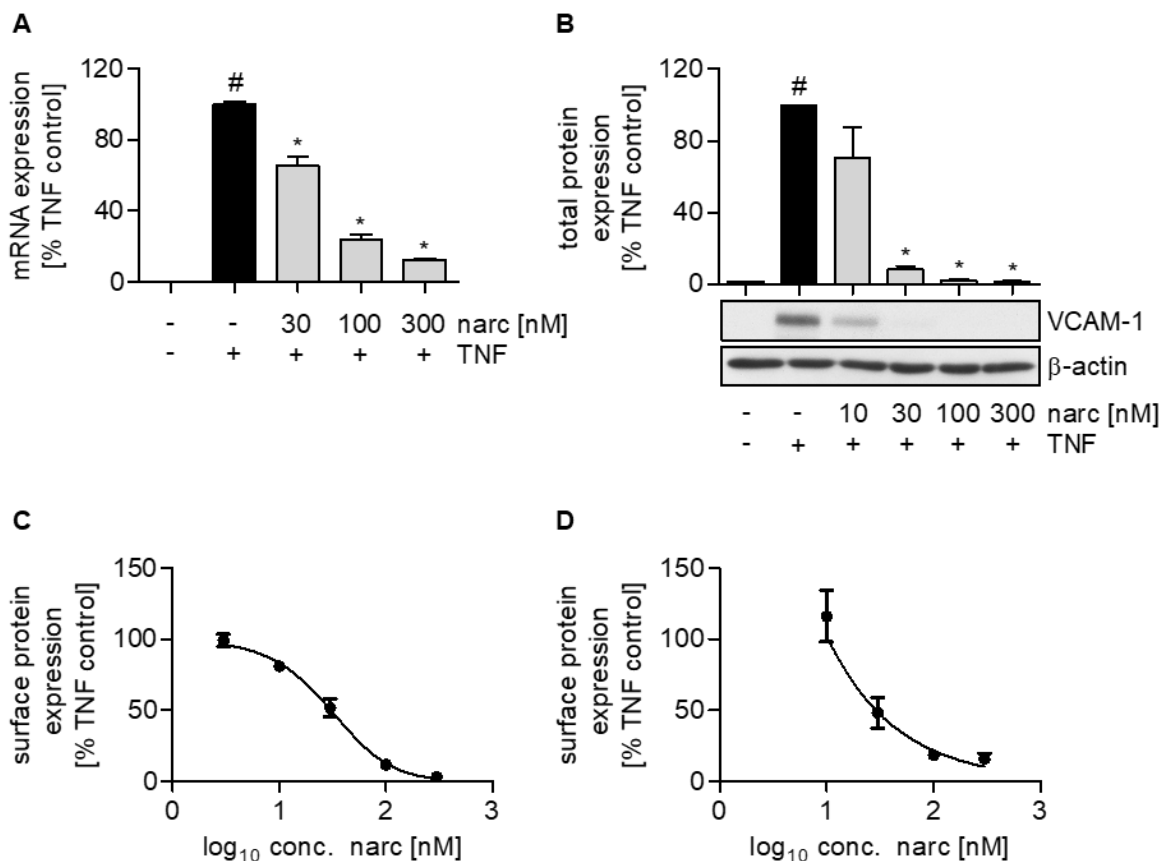 A
mRNA expression
[% TNF control]
120
80
40
0
#
*
*
*
- - 30 100 300 narc [nM]
- + + + + TNF
B
total protein
expression
[% TNF control]
120
80
40
0
#
*
*
*
VCAM-1
β-actin
- - 10 30 100 300 narc [nM]
- + + + + + TNF
C
surface protein
expression
[% TNF control]
150
100
50
0
0 1 2 3
log10 conc. narc [nM]
D
surface protein
expression
[% TNF control]
150
100
50
0
0 1 2 3
log10 conc. narc [nM]